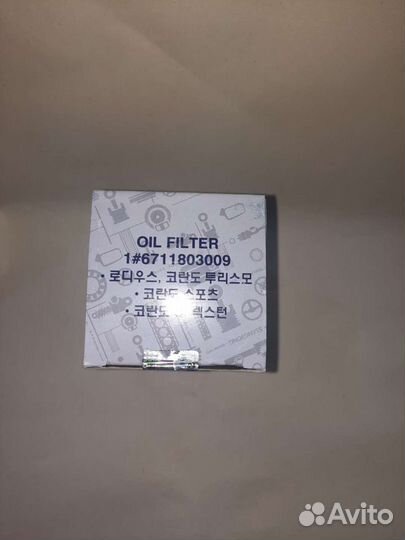 OIL FILTER
1#6711803009
• 로디우스, 코란도 투리스모
• 코란도 스포츠
• 코란도 렉스턴
SSANGYONG
Avito